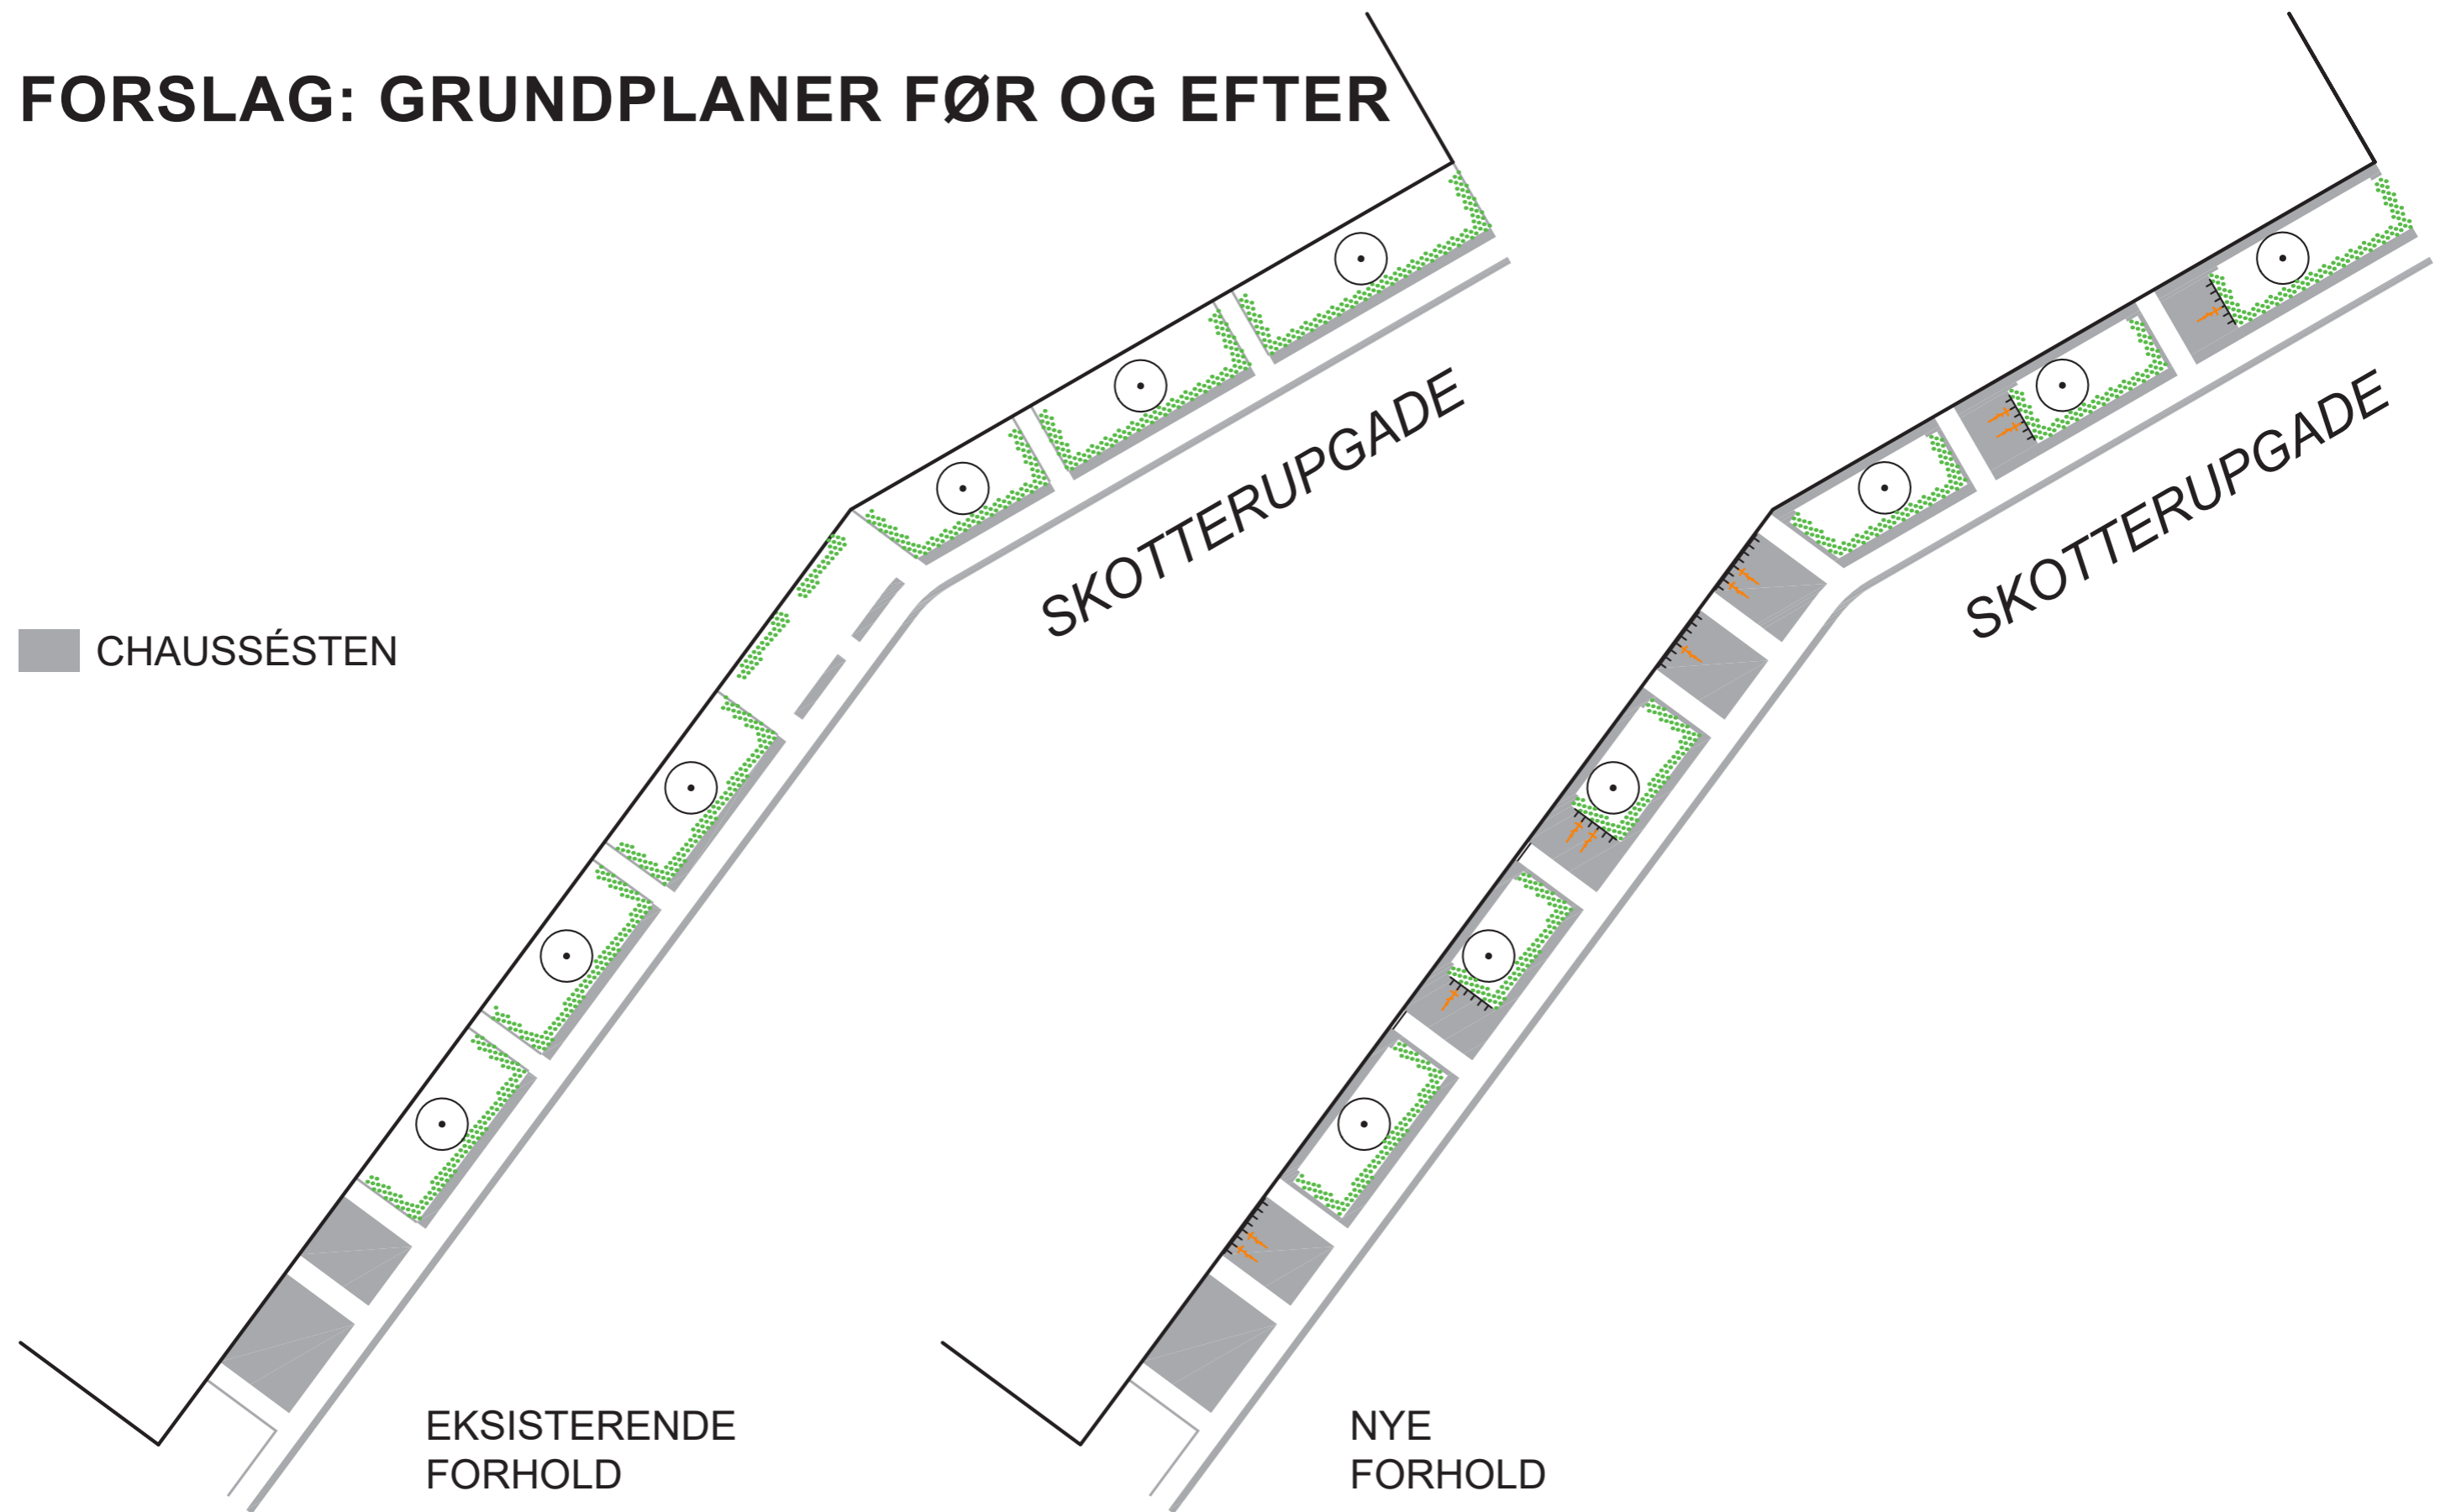 FORSLAG: GRUNDPLANER FØR OG EFTER
SKOTTERUPGADE
SKOTTERUPGADE
CHAUSSÉSTEN
EKSISTERENDE
FORHOLD
NYE
FORHOLD